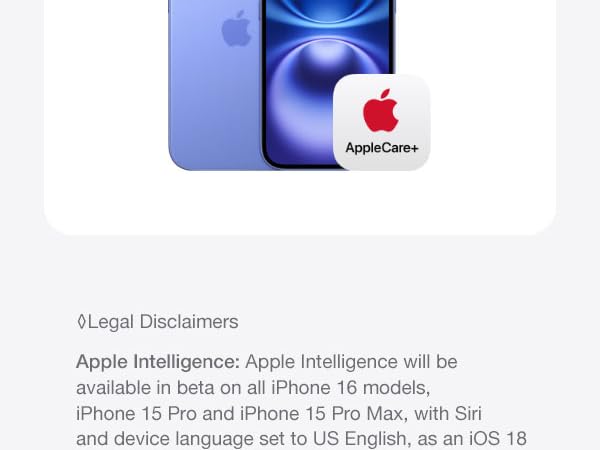 AppleCare+
◊Legal Disclaimers
Apple Intelligence: Apple Intelligence will be
available in beta on all iPhone 16 models,
iPhone 15 Pro and iPhone 15 Pro Max, with Siri
and device language set to US English, as an iOS 18